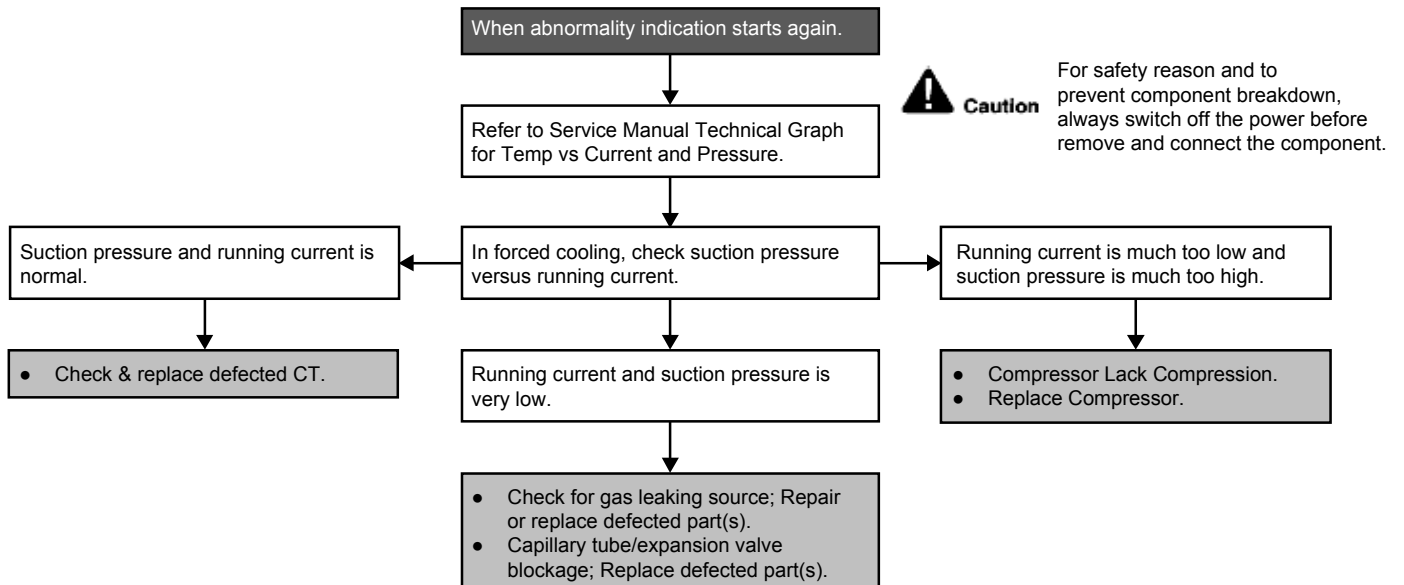 When abnormality indication starts again.
Caution
For safety reason and to
prevent component breakdown,
always switch off the power before
remove and connect the component.
Refer to Service Manual Technical Graph
for Temp vs Current and Pressure.
Suction pressure and running current is
normal.
In forced cooling, check suction pressure
versus running current.
Running current is much too low and
suction pressure is much too high.
● Check & replace defected CT.
Running current and suction pressure is
very low.
● Compressor Lack Compression.
● Replace Compressor.
● Check for gas leaking source; Repair
or replace defected part(s).
● Capillary tube/expansion valve
blockage; Replace defected part(s).